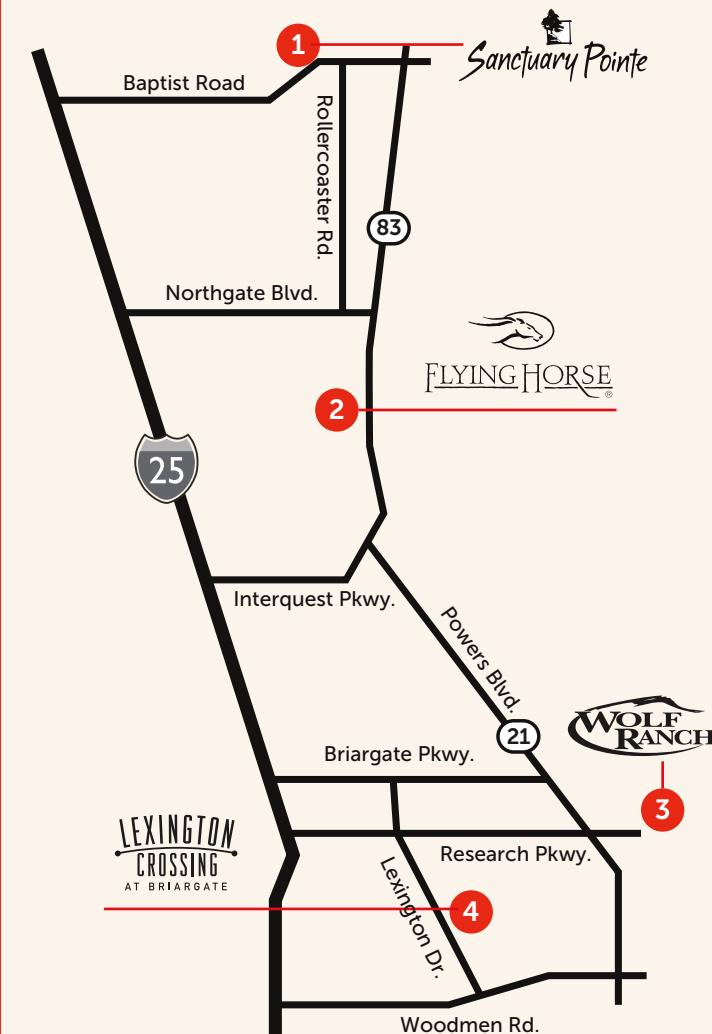 1
Sanctuary Pointe
Baptist Road
Rollercoaster Rd.
83
Northgate Blvd.
FLYING HORSE
®
2
25
Interquest Pkwy.
Powers Blvd.
21
WOLF
RANCH
Briargate Pkwy.
3
LEXINGTON
CROSSING
AT BRIARGATE
Research Pkwy.
Lexington Dr.
4
Woodmen Rd.